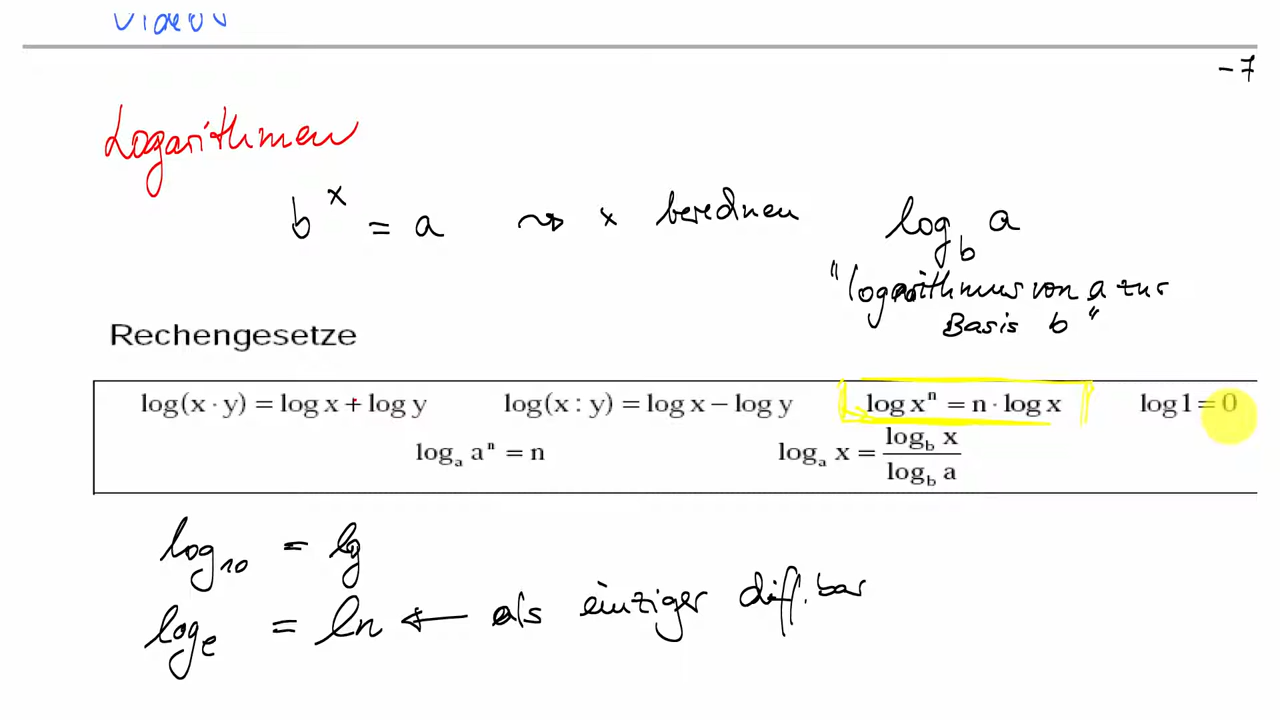 Videos
-7
Logarithmen
b^x = a ⇝ x berechnen log_b a
"Logarithmus von a zur
Basis b"
Rechengesetze
log(x · y) = log x + log y log(x : y) = log x − log y log x^n = n · log x log 1 = 0
log_a a^n = n log_a x = log_b x / log_b a
log_10 = lg
log_e = ln ← als einziger diff.bar